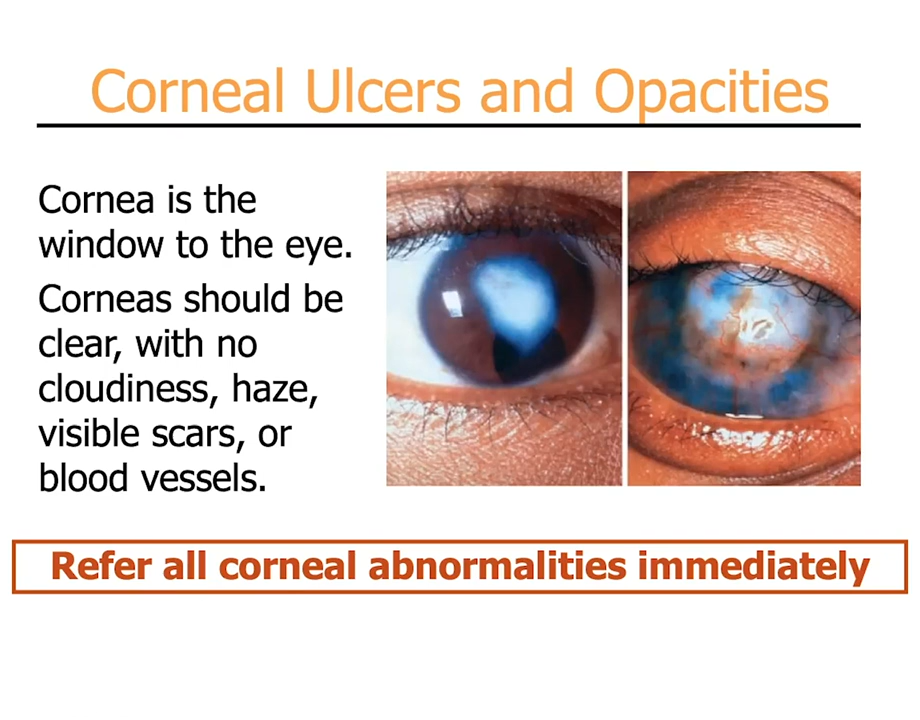 Corneal Ulcers and Opacities
Cornea is the
window to the eye.
Corneas should be
clear, with no
cloudiness, haze,
visible scars, or
blood vessels.
Refer all corneal abnormalities immediately